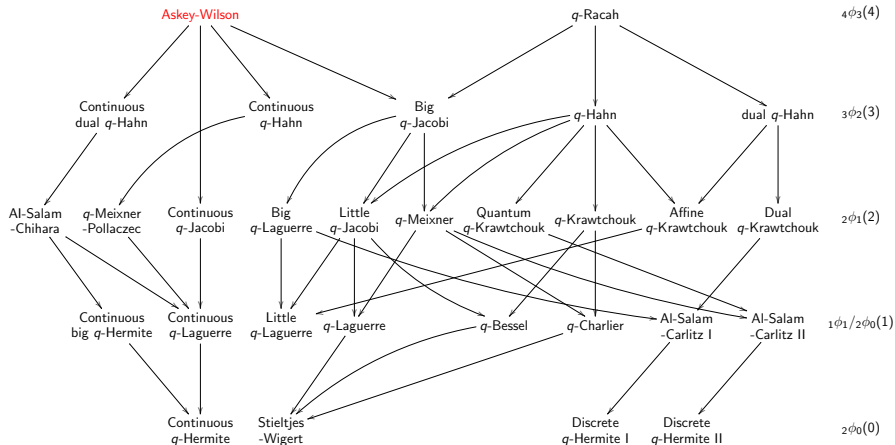 Askey-Wilson
q-Racah
₄ϕ₃(4)
Continuous
dual q-Hahn
Continuous
q-Hahn
Big
q-Jacobi
q-Hahn
dual q-Hahn
₃ϕ₂(3)
Al-Salam
-Chihara
q-Meixner
-Pollaczec
Continuous
q-Jacobi
Big
q-Laguerre
Little
q-Jacobi
q-Meixner
Quantum
q-Krawtchouk
q-Krawtchouk
Affine
q-Krawtchouk
Dual
q-Krawtchouk
₂ϕ₁(2)
Continuous
big q-Hermite
Continuous
q-Laguerre
Little
q-Laguerre
q-Laguerre
q-Bessel
q-Charlier
Al-Salam
-Carlitz I
Al-Salam
-Carlitz II
₁ϕ₁/₂ϕ₀(1)
Continuous
q-Hermite
Stieltjes
-Wigert
Discrete
q-Hermite I
Discrete
q-Hermite II
₂ϕ₀(0)